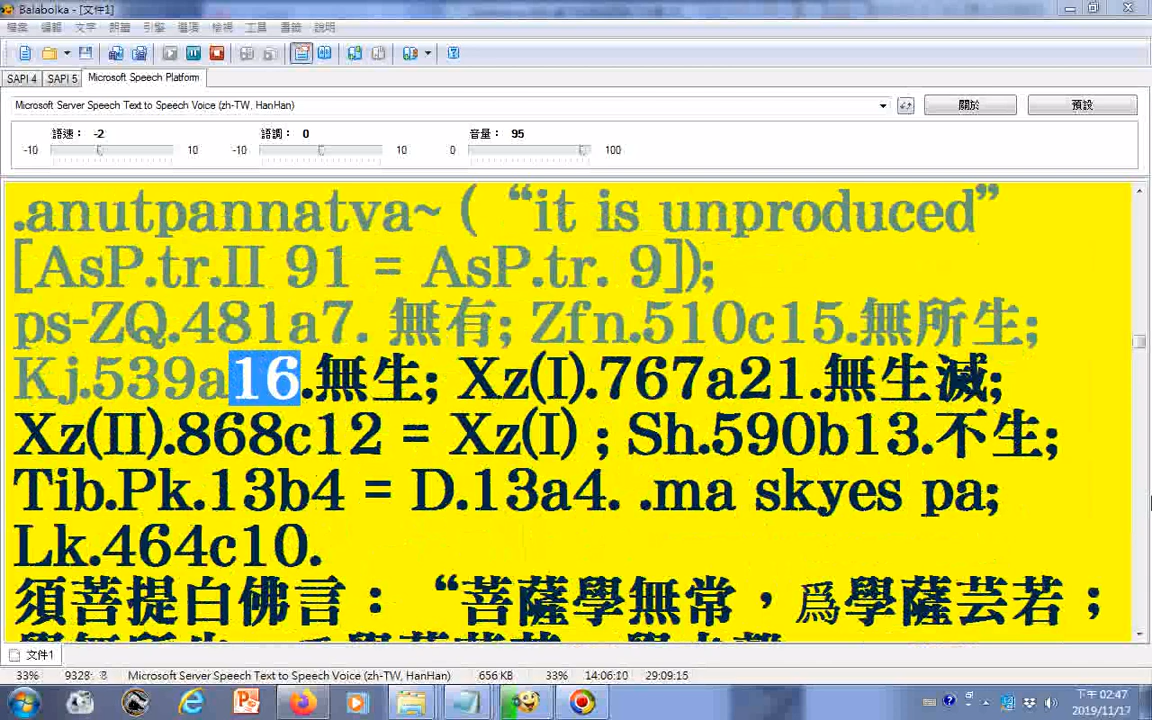 Balabolka - [文件1]
檔案 編輯 文字 朗讀 引擎 選項 檢視 工具 書籤 說明
SAPI 4 SAPI 5 Microsoft Speech Platform
Microsoft Server Speech Text to Speech Voice (zh-TW, HanHan) 關於 預設
語速： -2 語調： 0 音量： 95
-10 10 -10 10 0 100
.anutpannatva~ ( “it is unproduced”
[AsP.tr.II 91 = AsP.tr. 9]);
ps-ZQ.481a7. 無有; Zfn.510c15.無所生;
Kj.539a16.無生; Xz(I).767a21.無生滅;
Xz(II).868c12 = Xz(I) ; Sh.590b13.不生;
Tib.Pk.13b4 = D.13a4. .ma skyes pa;
Lk.464c10.
須菩提白佛言：“菩薩學無常，爲學薩芸若；
文件1
33% 9328 Microsoft Server Speech Text to Speech Voice (zh-TW, HanHan) 656 KB 33% 14:06:10 29:09:15
下午 02:47
2019/11/17